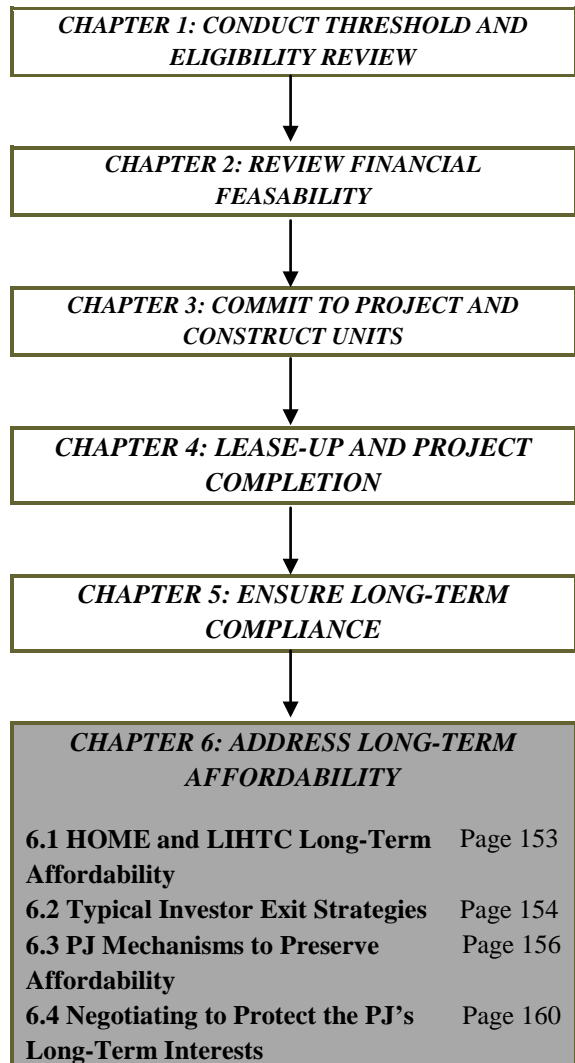 CHAPTER 1: CONDUCT THRESHOLD AND
ELIGIBILITY REVIEW
CHAPTER 2: REVIEW FINANCIAL
FEASABILITY
CHAPTER 3: COMMIT TO PROJECT AND
CONSTRUCT UNITS
CHAPTER 4: LEASE-UP AND PROJECT
COMPLETION
CHAPTER 5: ENSURE LONG-TERM
COMPLIANCE
CHAPTER 6: ADDRESS LONG-TERM
AFFORDABILITY
6.1 HOME and LIHTC Long-Term Page 153
Affordability
6.2 Typical Investor Exit Strategies Page 154
6.3 PJ Mechanisms to Preserve Page 156
Affordability
6.4 Negotiating to Protect the PJ’s Page 160
Long-Term Interests